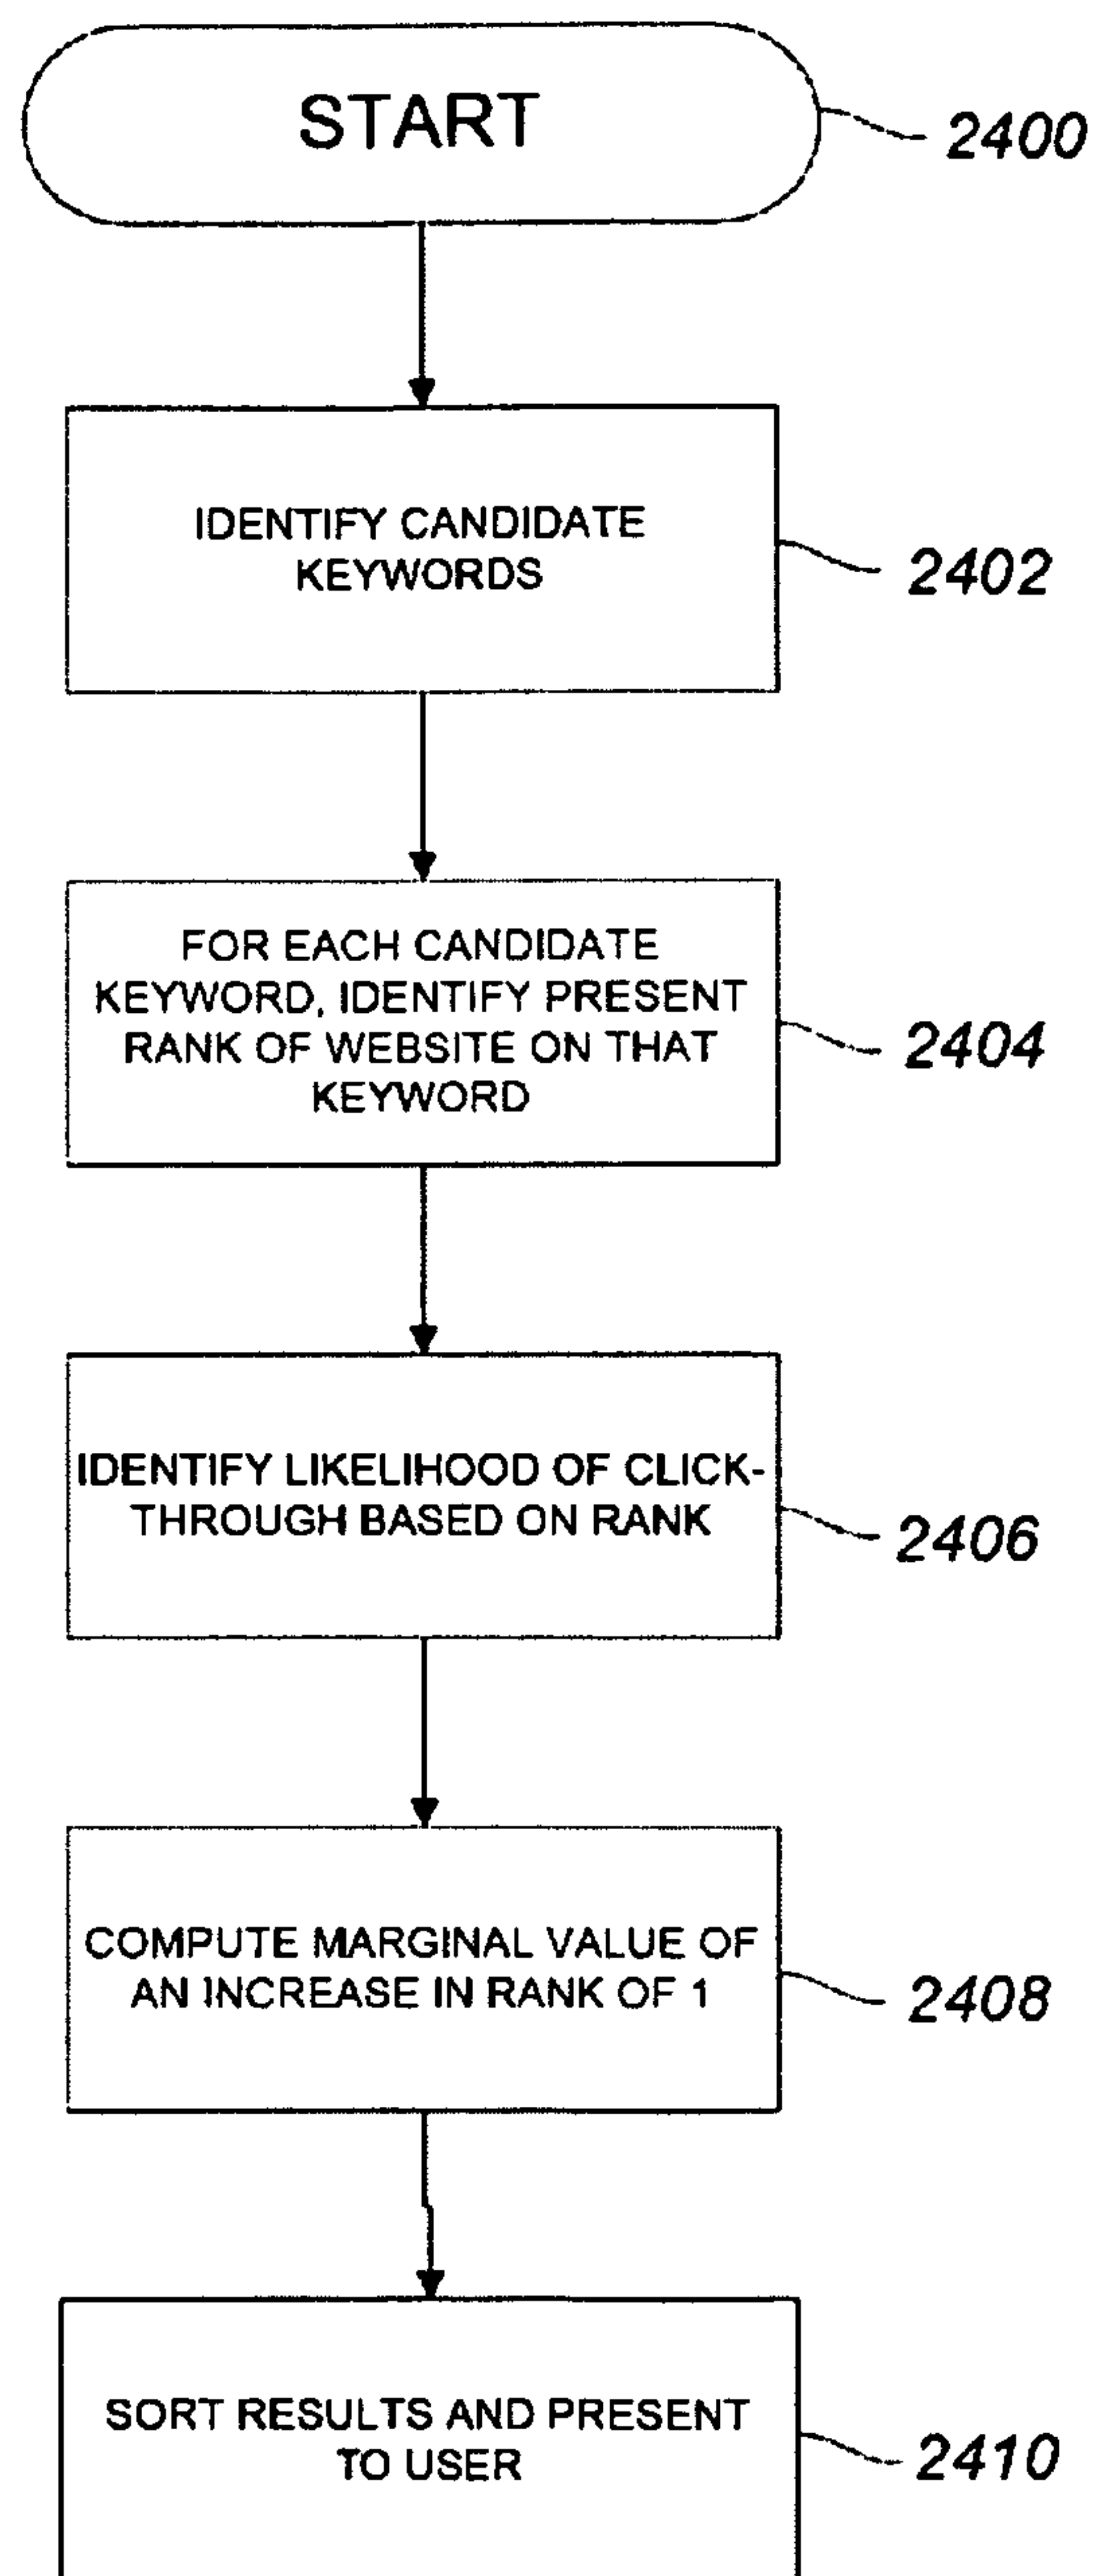 START
2400
IDENTIFY CANDIDATE
KEYWORDS
2402
FOR EACH CANDIDATE
KEYWORD, IDENTIFY PRESENT
RANK OF WEBSITE ON THAT
KEYWORD
2404
IDENTIFY LIKELIHOOD OF CLICK-
THROUGH BASED ON RANK
2406
COMPUTE MARGINAL VALUE OF
AN INCREASE IN RANK OF 1
2408
SORT RESULTS AND PRESENT
TO USER
2410